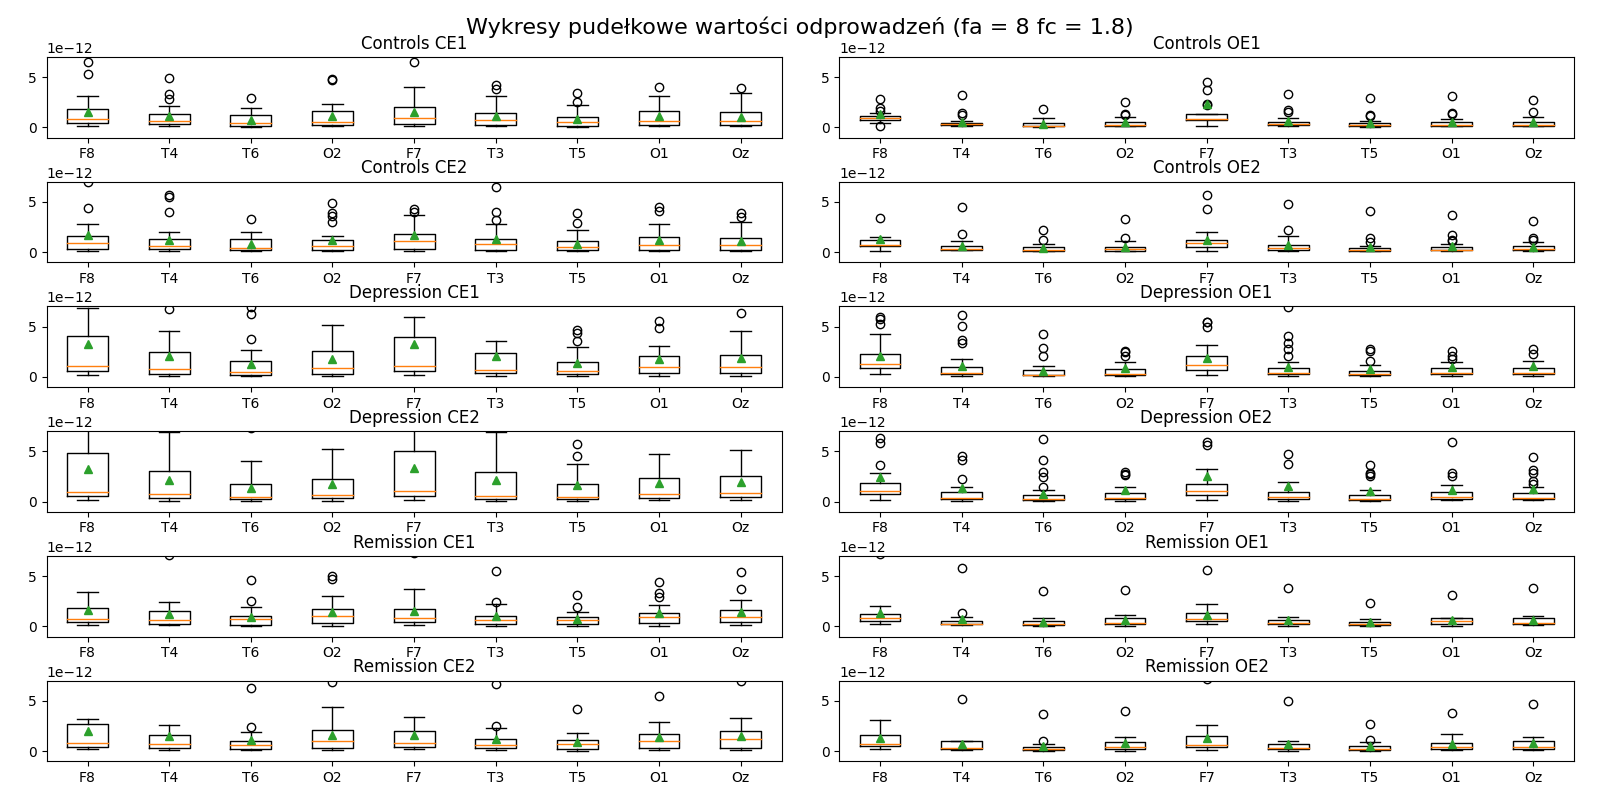 Wykresy pudełkowe wartości odprowadzeń (fa = 8 fc = 1.8)
Controls CE1
1e−12
5
0
F8 T4 T6 O2 F7 T3 T5 O1 Oz
Controls OE1
1e−12
5
0
F8 T4 T6 O2 F7 T3 T5 O1 Oz
Controls CE2
1e−12
5
0
F8 T4 T6 O2 F7 T3 T5 O1 Oz
Controls OE2
1e−12
5
0
F8 T4 T6 O2 F7 T3 T5 O1 Oz
Depression CE1
1e−12
5
0
F8 T4 T6 O2 F7 T3 T5 O1 Oz
Depression OE1
1e−12
5
0
F8 T4 T6 O2 F7 T3 T5 O1 Oz
Depression CE2
1e−12
5
0
F8 T4 T6 O2 F7 T3 T5 O1 Oz
Depression OE2
1e−12
5
0
F8 T4 T6 O2 F7 T3 T5 O1 Oz
Remission CE1
1e−12
5
0
F8 T4 T6 O2 F7 T3 T5 O1 Oz
Remission OE1
1e−12
5
0
F8 T4 T6 O2 F7 T3 T5 O1 Oz
Remission CE2
1e−12
5
0
F8 T4 T6 O2 F7 T3 T5 O1 Oz
Remission OE2
1e−12
5
0
F8 T4 T6 O2 F7 T3 T5 O1 Oz